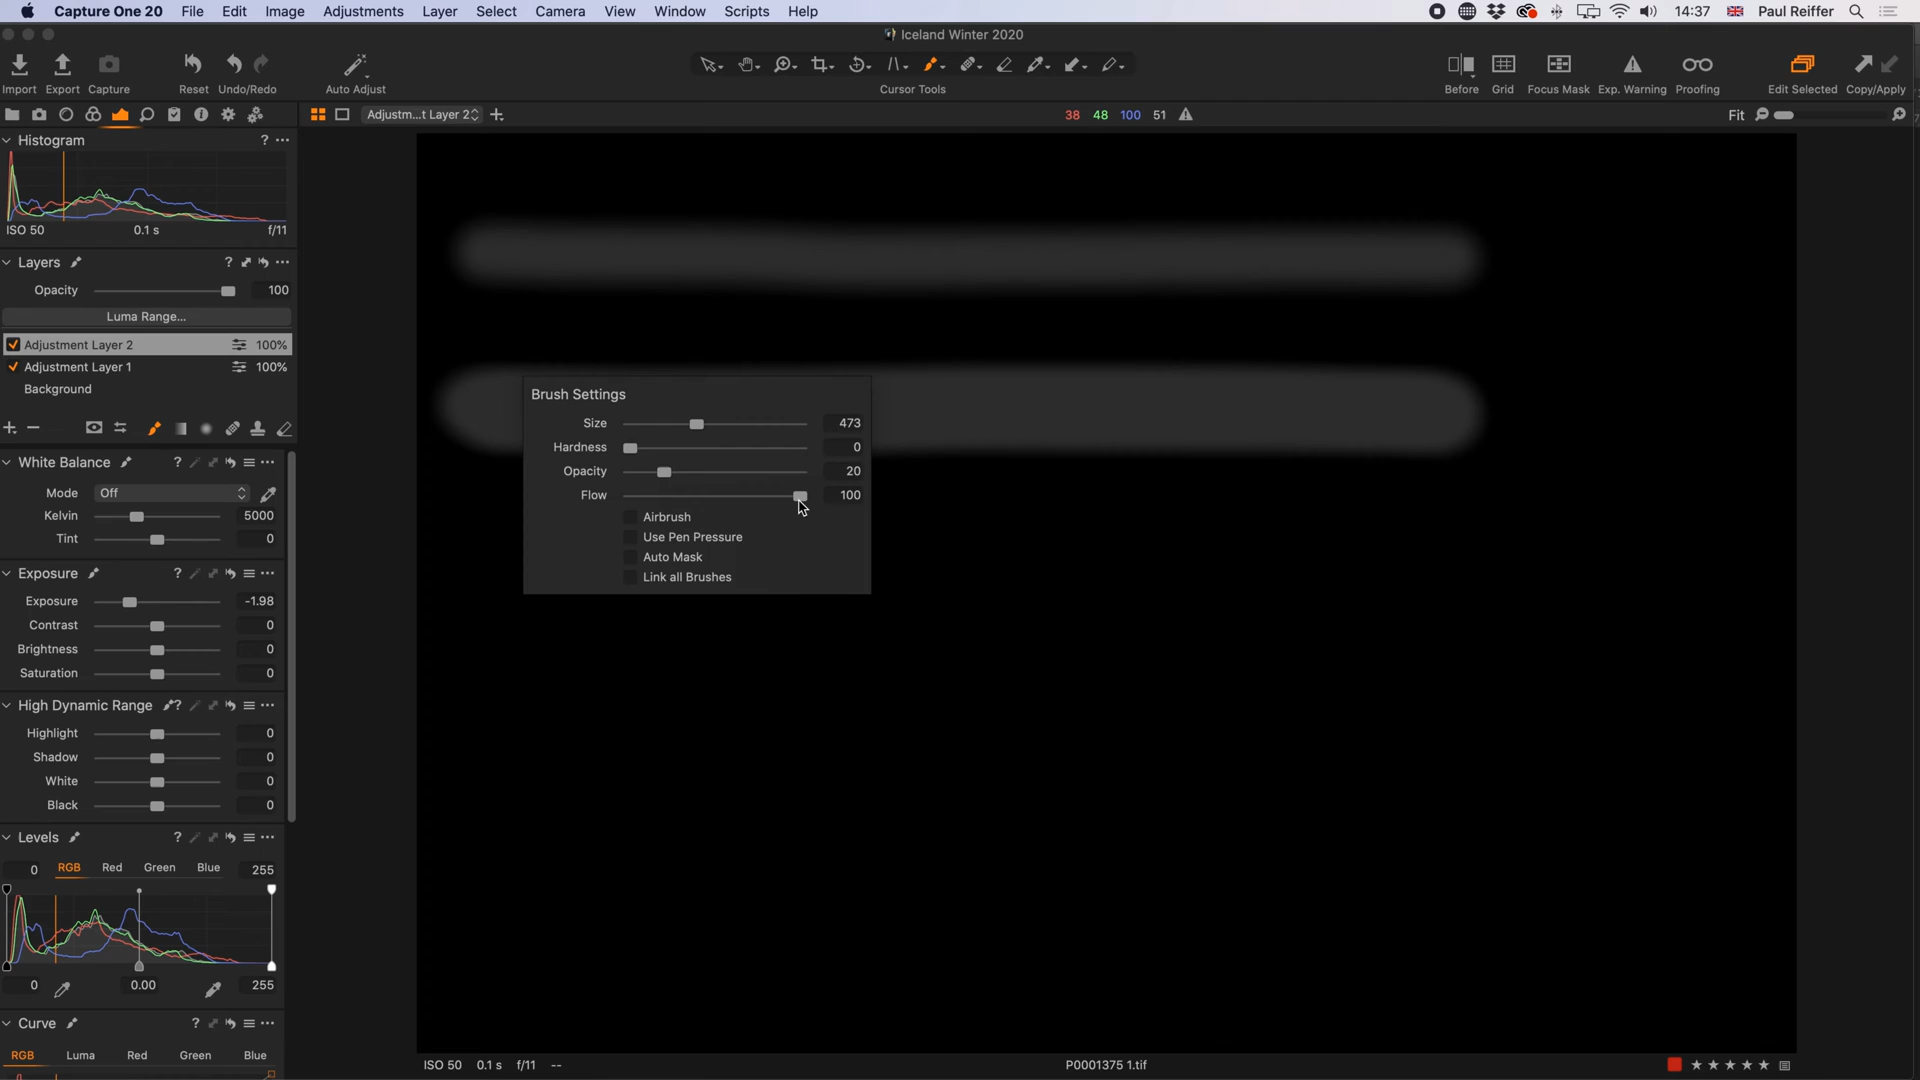 Capture One 20 File Edit Image Adjustments Layer Select Camera View Window Scripts Help 14:37 Paul Reiffer
Iceland Winter 2020
Import Export Capture Reset Undo/Redo Auto Adjust Cursor Tools Before Grid Focus Mask Exp. Warning Proofing Edit Selected Copy/Apply
Adjustm...t Layer 2 38 48 100 51 Fit
Histogram ?
ISO 50 0.1 s f/11
Layers ?
Opacity 100
Luma Range...
Adjustment Layer 2 100%
Adjustment Layer 1 100%
Background
Brush Settings
Size 473
Hardness 0
Opacity 20
Flow 100
Airbrush
Use Pen Pressure
Auto Mask
Link all Brushes
White Balance ?
Mode Off
Kelvin 5000
Tint 0
Exposure ?
Exposure -1.98
Contrast 0
Brightness 0
Saturation 0
High Dynamic Range ?
Highlight 0
Shadow 0
White 0
Black 0
Levels ?
0 RGB Red Green Blue 255
0 0.00 255
Curve ?
RGB Luma Red Green Blue
ISO 50 0.1 s f/11 -- P0001375 1.tif